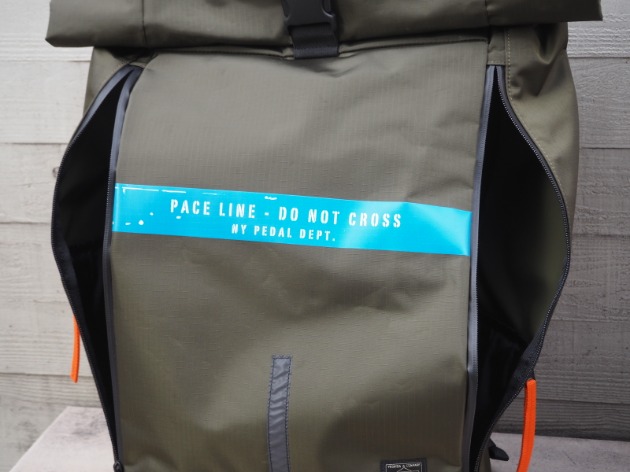 PACE LINE - DO NOT CROSS
NY PEDAL DEPT.